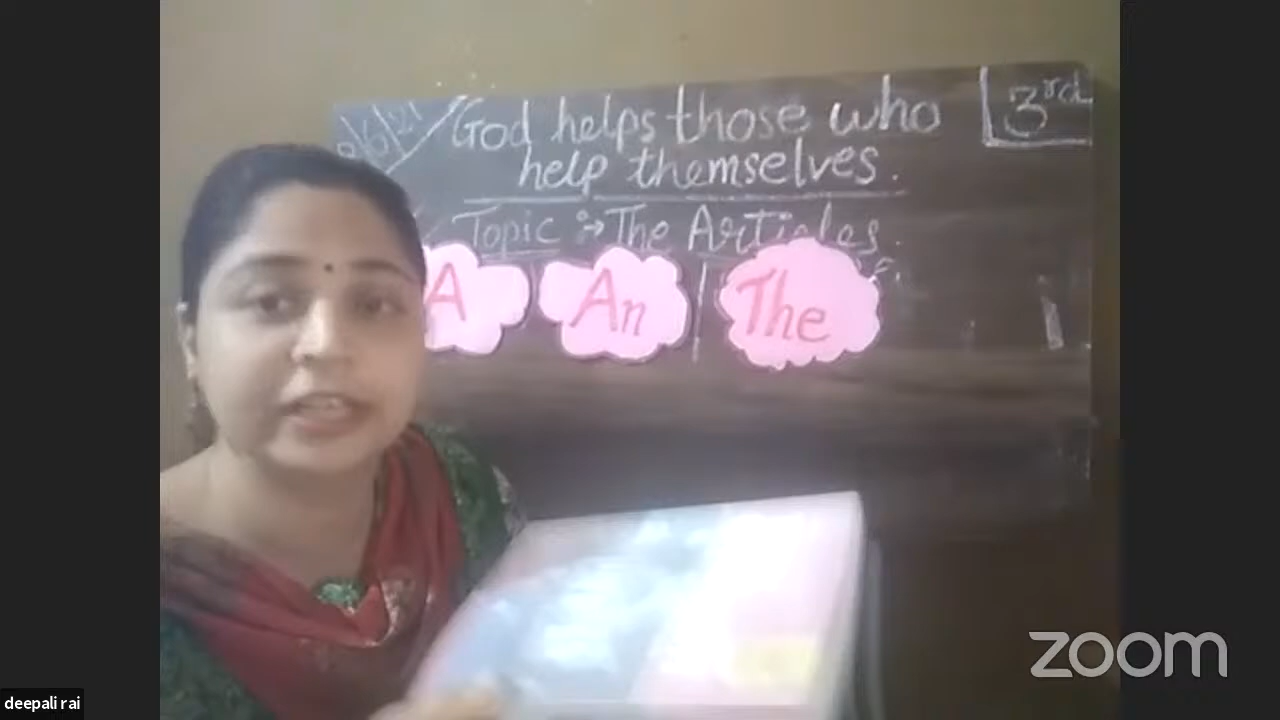 God helps those who
help themselves.
3rd
Topic :→ The Articles.
A An The
zoom
deepali rai